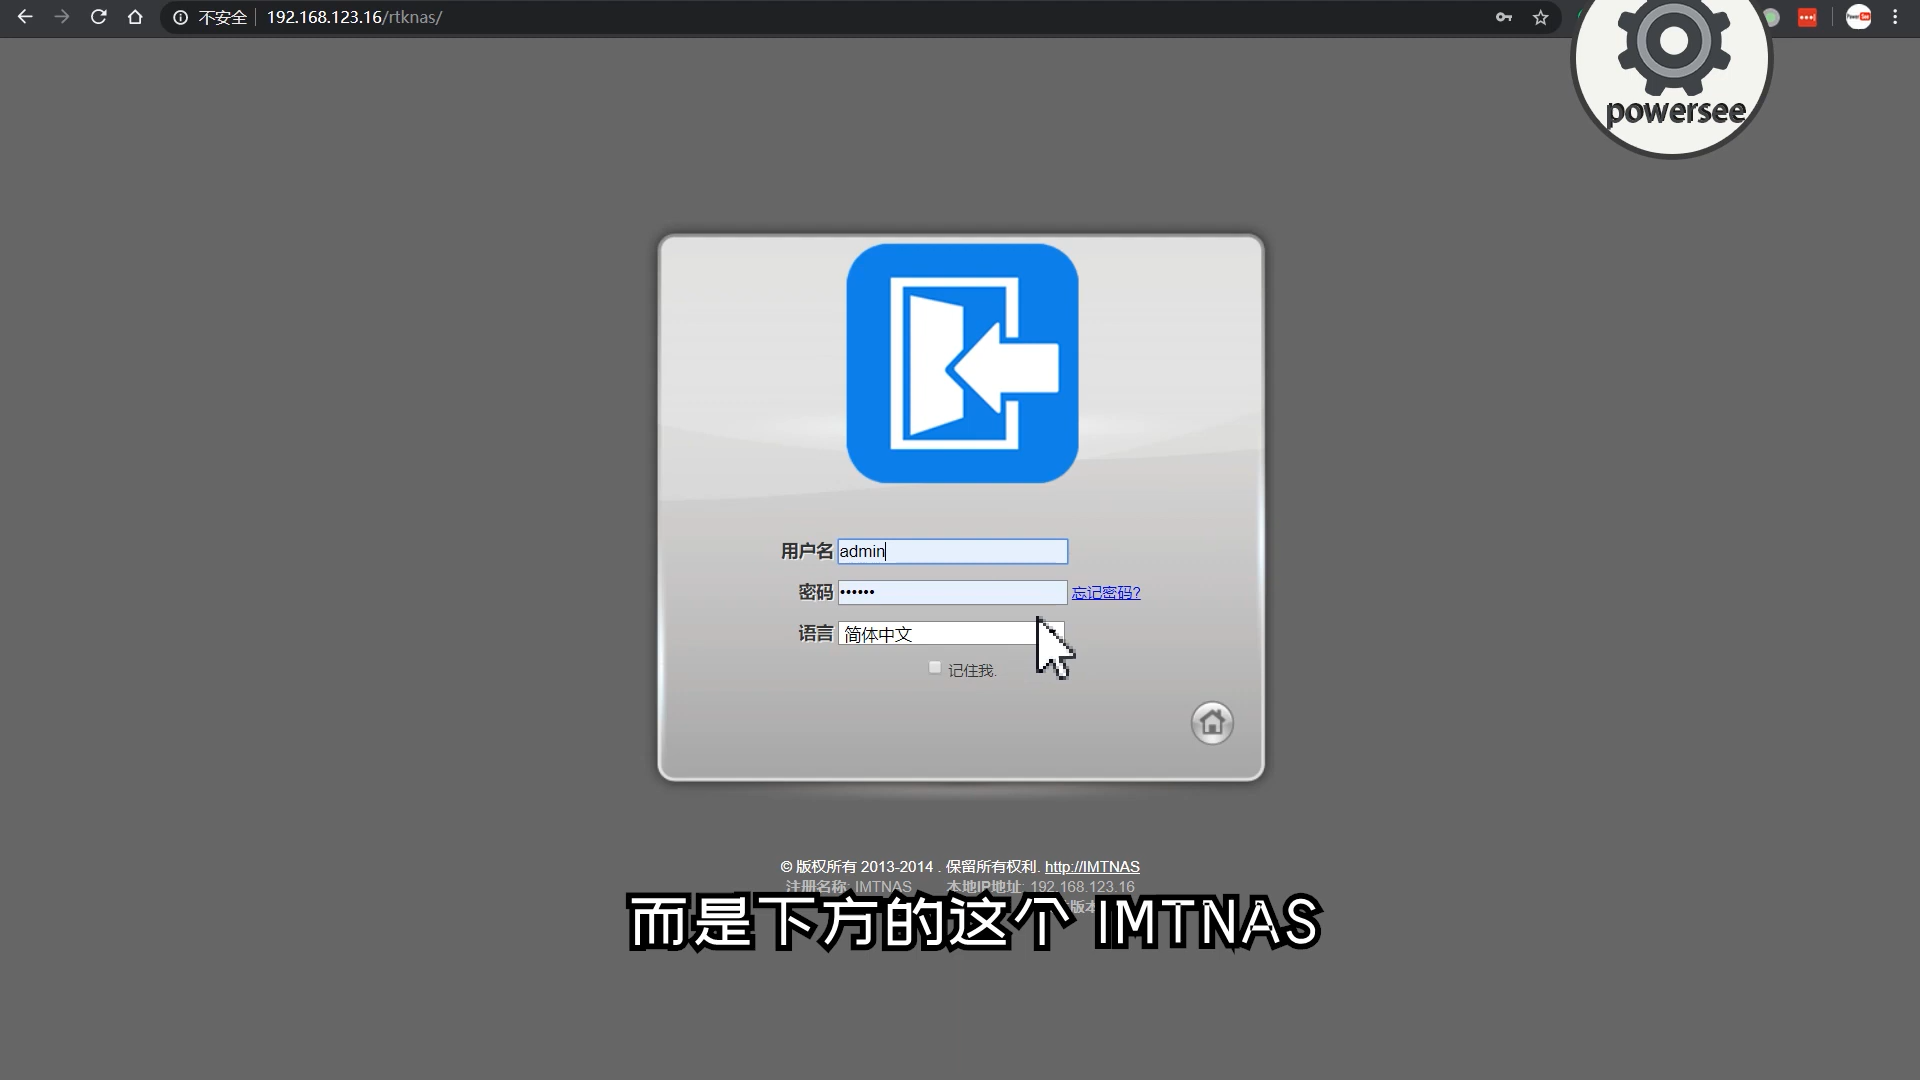 不安全 192.168.123.16/rtknas/
powersee
用户名 admin
密码 •••••• 忘记密码?
语言 简体中文
记住我.
© 版权所有 2013-2014 . 保留所有权利. http://IMTNAS
注册名称: IMTNAS 本地IP地址: 192.168.123.16
版本
而是下方的这个 IMTNAS